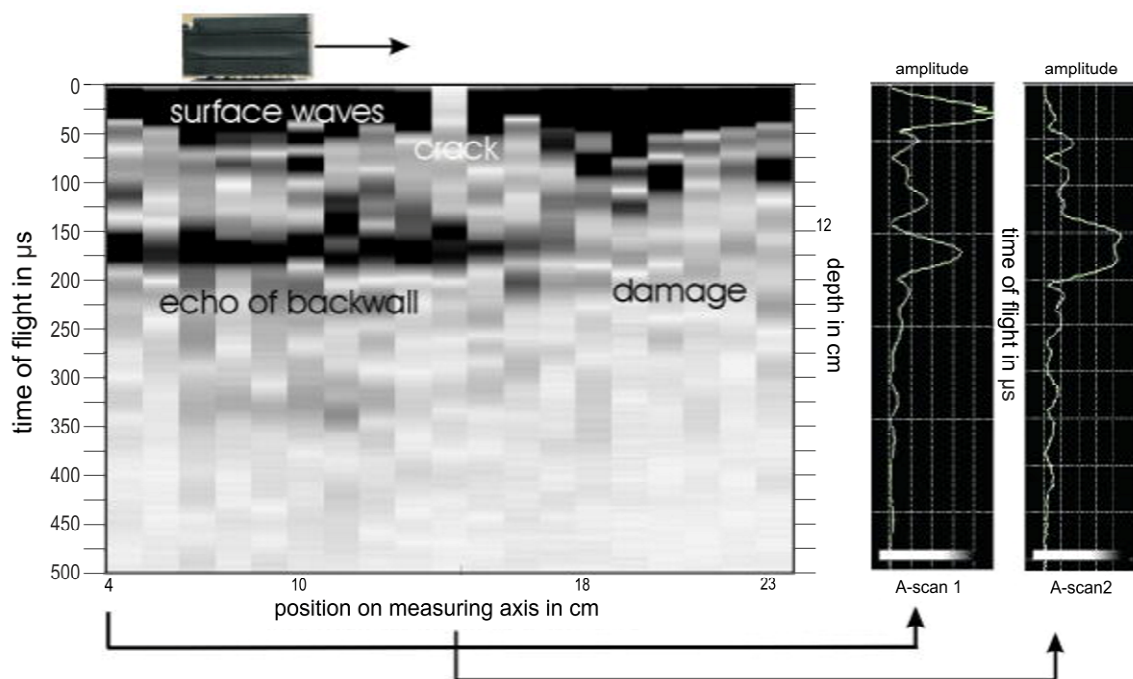 surface waves
crack
echo of backwall
damage
0
50
100
150
200
250
300
350
400
450
500
time of flight in µs
4
10
18
23
position on measuring axis in cm
12
depth in cm
amplitude
amplitude
time of flight in µs
A-scan 1
A-scan2